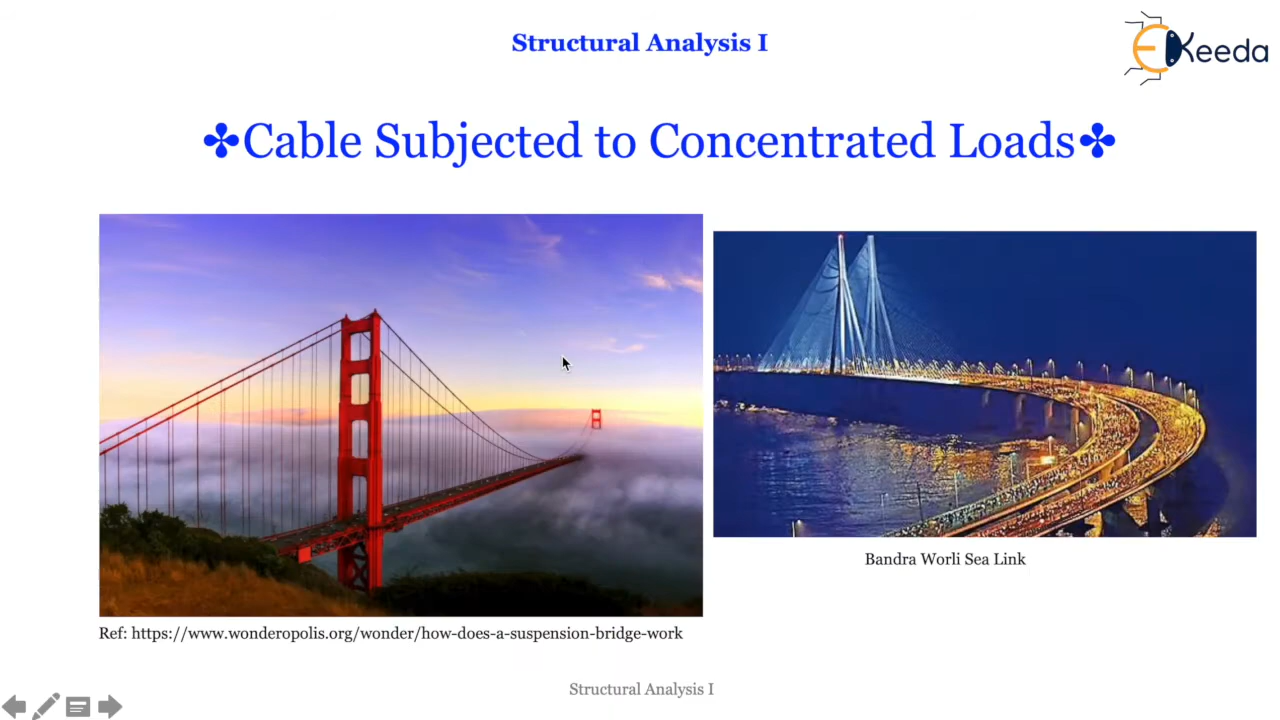 Structural Analysis I
EKeeda
✤Cable Subjected to Concentrated Loads✤
Bandra Worli Sea Link
Ref: https://www.wonderopolis.org/wonder/how-does-a-suspension-bridge-work
Structural Analysis I